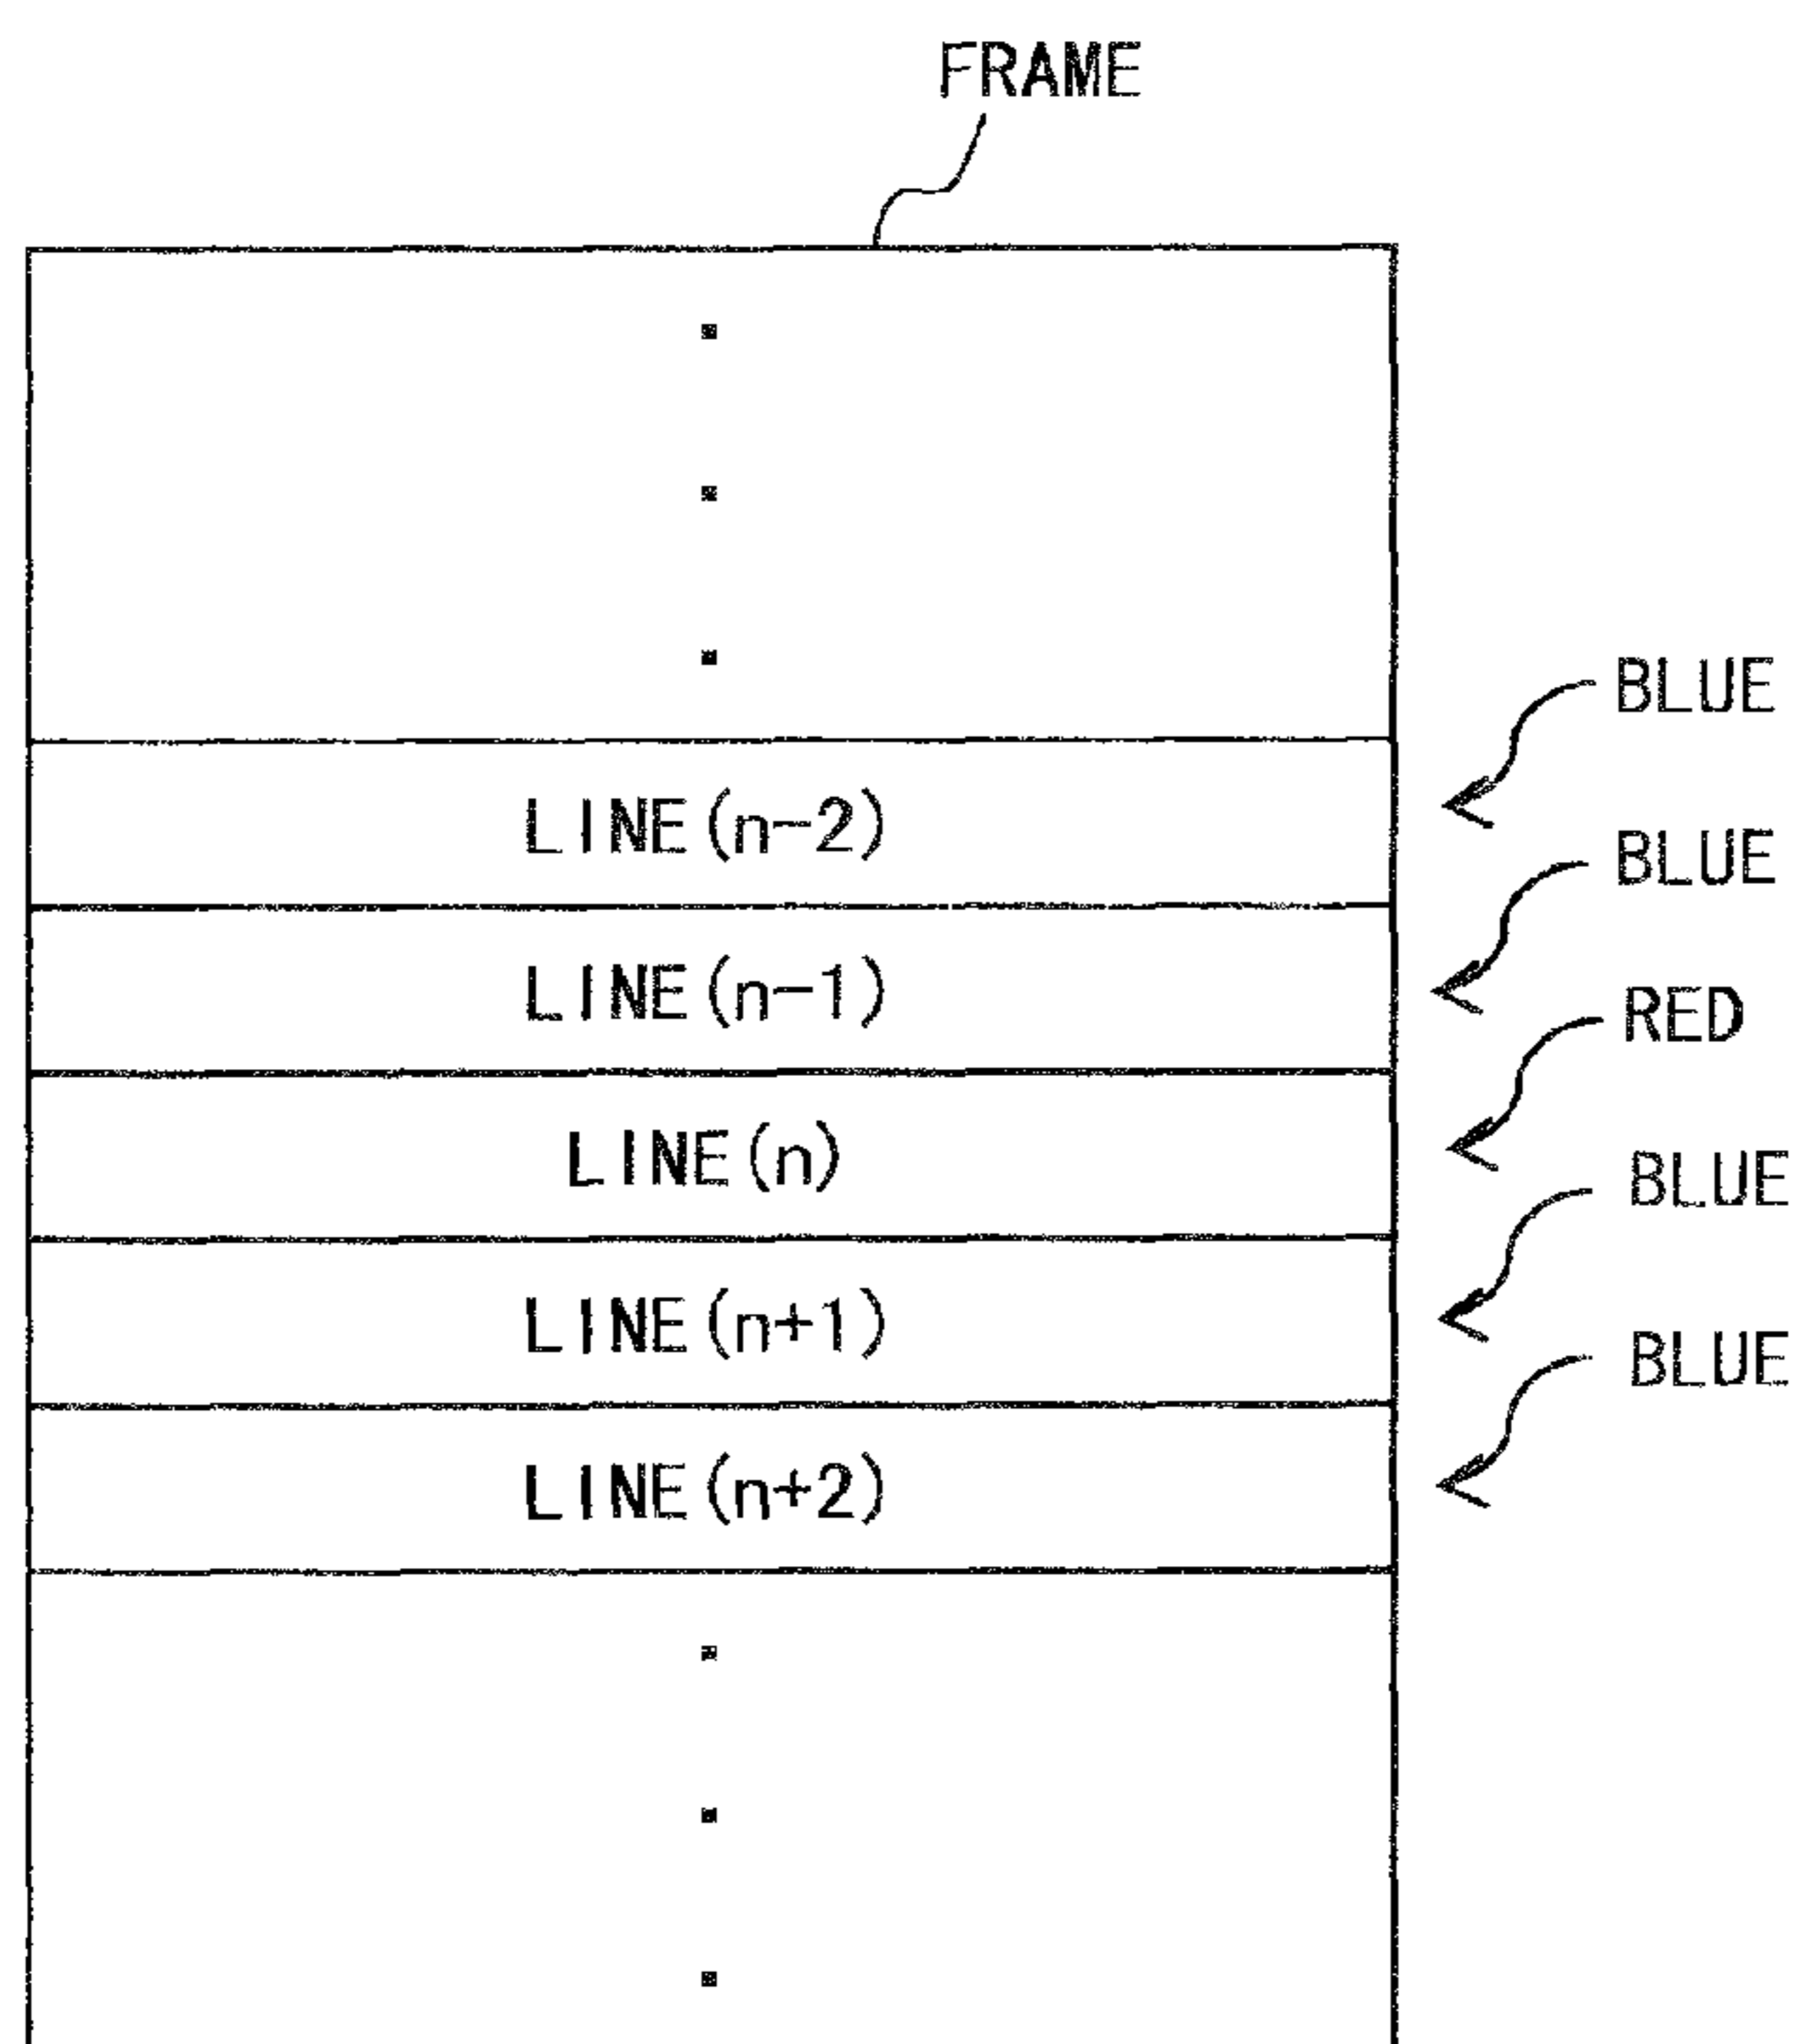 FRAME
BLUE
LINE(n-2)
BLUE
LINE(n-1)
RED
LINE(n)
BLUE
LINE(n+1)
BLUE
LINE(n+2)